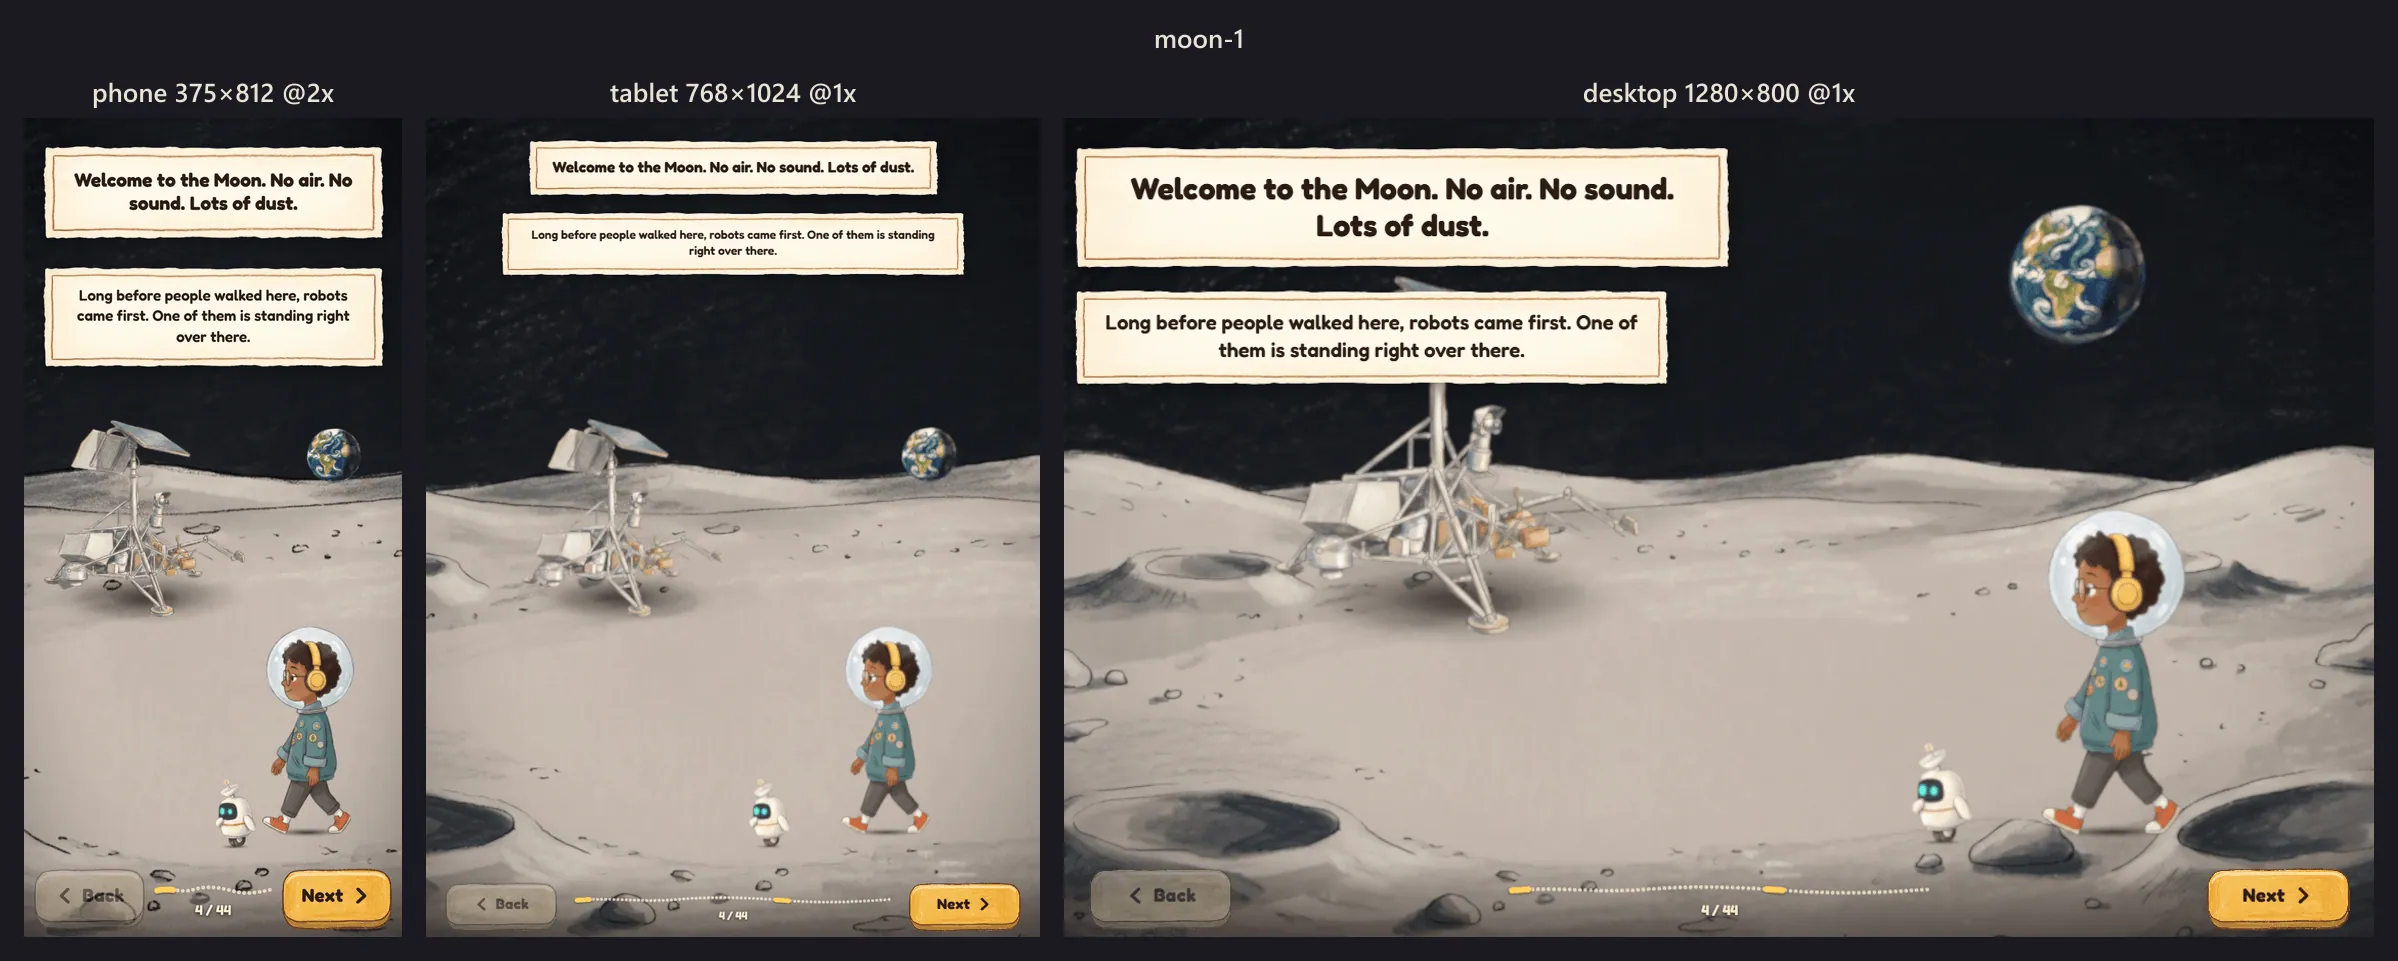 moon-1
phone 375×812 @2x
Welcome to the Moon. No air. No
sound. Lots of dust.
Long before people walked here, robots
came first. One of them is standing right
over there.
Back
4 / 44
Next
tablet 768×1024 @1x
Welcome to the Moon. No air. No sound. Lots of dust.
Long before people walked here, robots came first. One of them is standing
right over there.
Back
4 / 44
Next
desktop 1280×800 @1x
Welcome to the Moon. No air. No sound.
Lots of dust.
Long before people walked here, robots came first. One of
them is standing right over there.
Back
4 / 44
Next